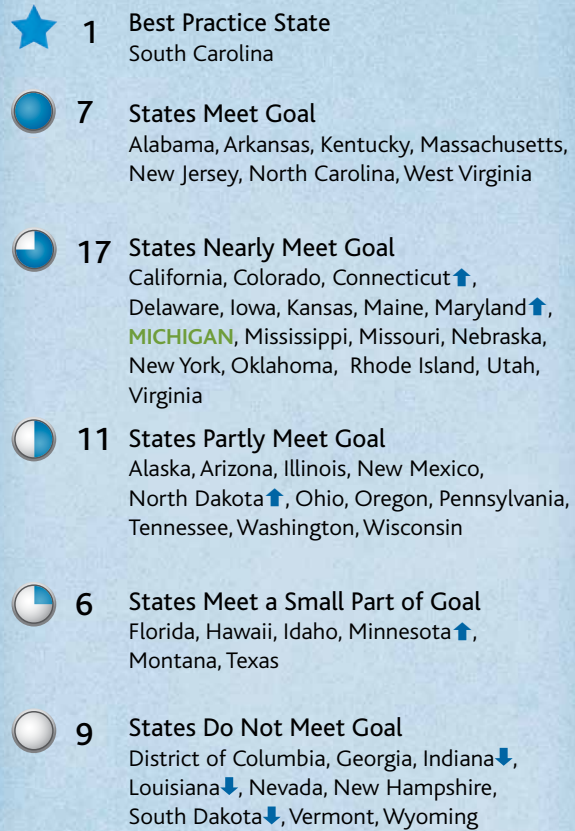 1 Best Practice State
South Carolina
7 States Meet Goal
Alabama, Arkansas, Kentucky, Massachusetts,
New Jersey, North Carolina, West Virginia
17 States Nearly Meet Goal
California, Colorado, Connecticut⬆,
Delaware, Iowa, Kansas, Maine, Maryland⬆,
MICHIGAN, Mississippi, Missouri, Nebraska,
New York, Oklahoma, Rhode Island, Utah,
Virginia
11 States Partly Meet Goal
Alaska, Arizona, Illinois, New Mexico,
North Dakota⬆, Ohio, Oregon, Pennsylvania,
Tennessee, Washington, Wisconsin
6 States Meet a Small Part of Goal
Florida, Hawaii, Idaho, Minnesota⬆,
Montana, Texas
9 States Do Not Meet Goal
District of Columbia, Georgia, Indiana⬇,
Louisiana⬇, Nevada, New Hampshire,
South Dakota⬇, Vermont, Wyoming